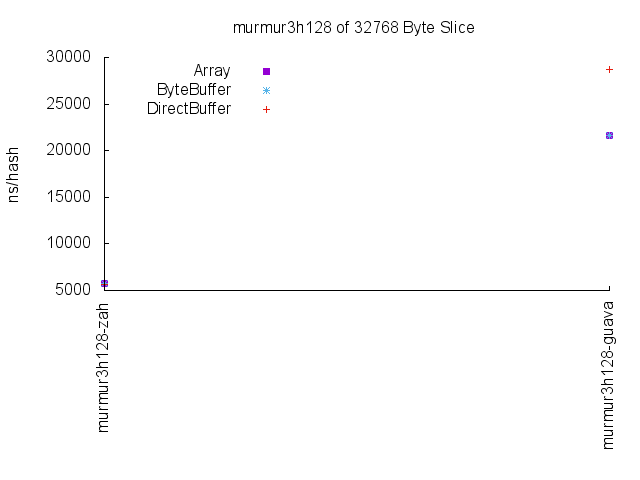 murmur3h128 of 32768 Byte Slice
30000
25000
20000
15000
10000
5000
ns/hash
Array
ByteBuffer
DirectBuffer
murmur3h128-zah
murmur3h128-guava